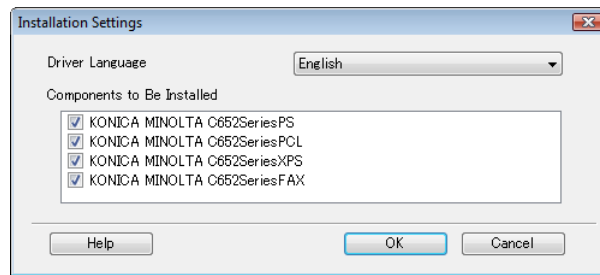 Installation Settings
Driver Language English
Components to Be Installed
KONICA MINOLTA C652SeriesPS
KONICA MINOLTA C652SeriesPCL
KONICA MINOLTA C652SeriesXPS
KONICA MINOLTA C652SeriesFAX
Help OK Cancel